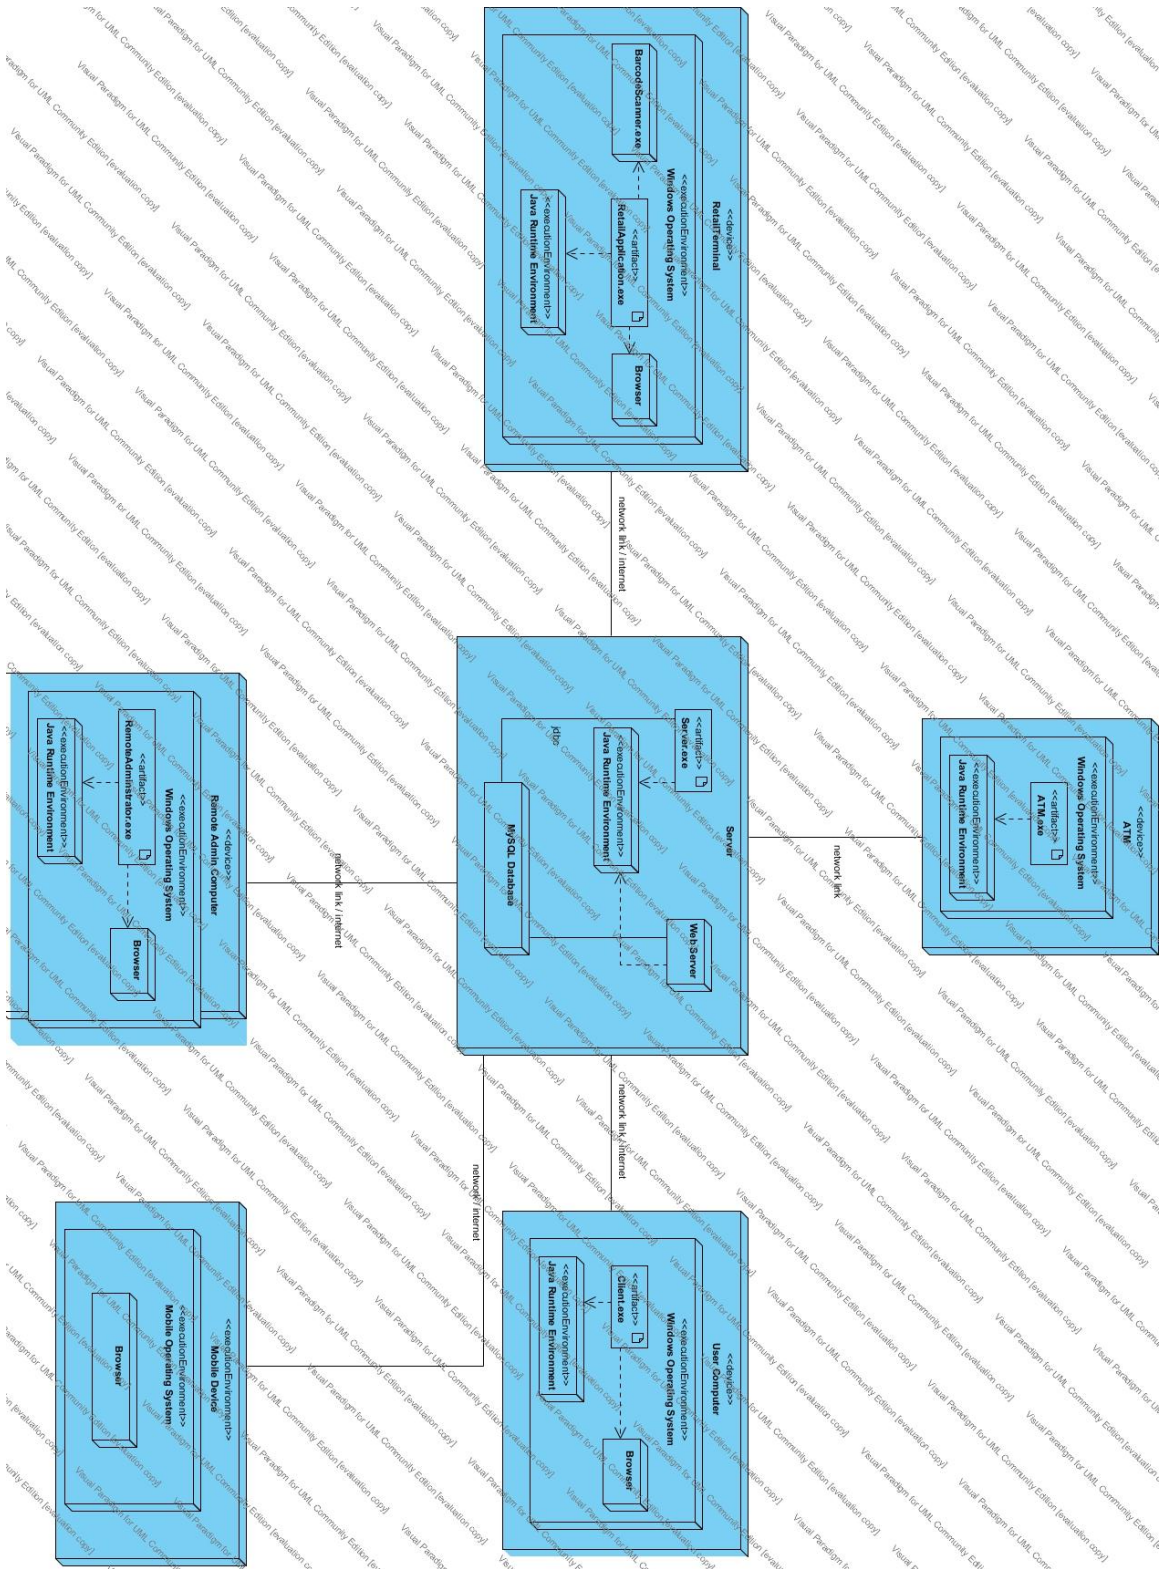 <<device>>
ATM
<<executionEnvironment>>
Windows Operating System
<<artifact>>
ATM.exe
<<executionEnvironment>>
Java Runtime Environment
network link
<<device>>
RetailTerminal
<<executionEnvironment>>
Windows Operating System
BarcodeScanner.exe
<<artifact>>
RetailApplication.exe
Browser
<<executionEnvironment>>
Java Runtime Environment
network link / internet
Server
<<artifact>>
Server.exe
Web Server
<<executionEnvironment>>
Java Runtime Environment
jdbc
MySQL Database
network link / internet
<<device>>
User Computer
<<executionEnvironment>>
Windows Operating System
<<artifact>>
Client.exe
Browser
<<executionEnvironment>>
Java Runtime Environment
network link / internet
network / internet
<<device>>
Remote Admin Computer
<<executionEnvironment>>
Windows Operating System
<<artifact>>
RemoteAdminstrator.exe
Browser
<<executionEnvironment>>
Java Runtime Environment
<<executionEnvironment>>
Mobile Device
<<executionEnvironment>>
Mobile Operating System
Browser
Visual Paradigm for UML Community Edition [evaluation copy]